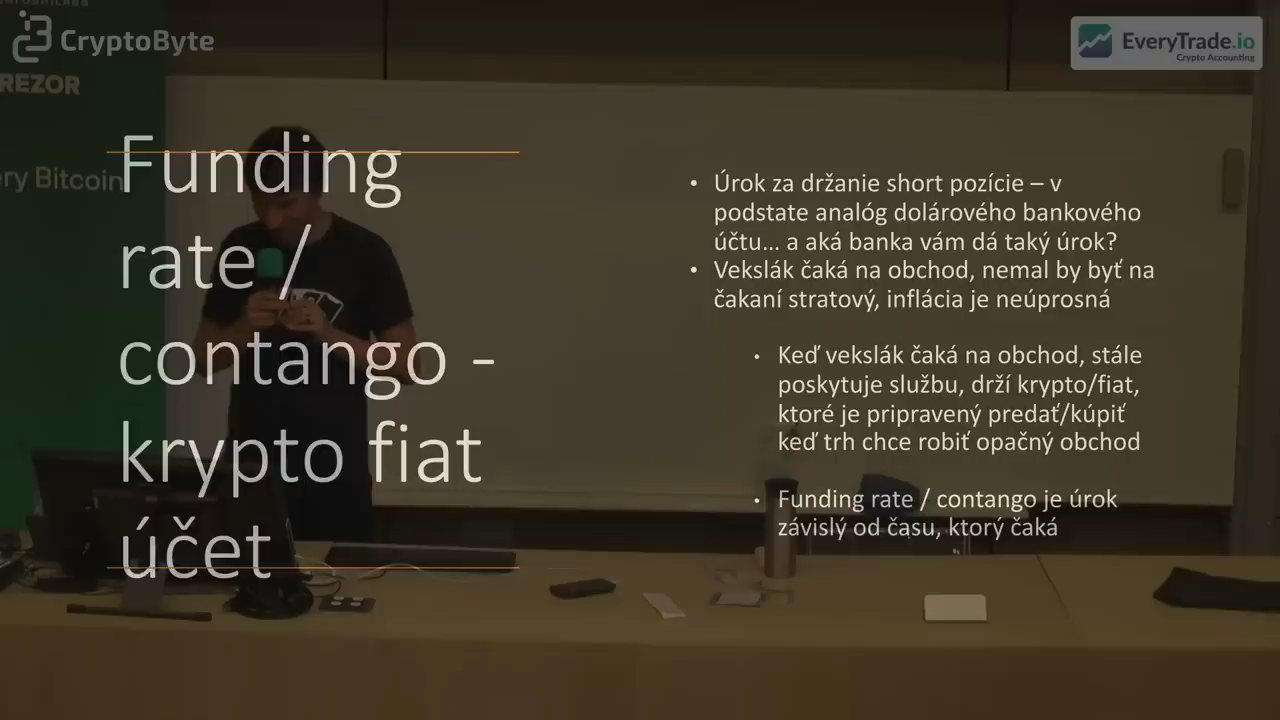 CryptoByte
REZOR
ry Bitcoin
EveryTrade.io
Crypto Accounting
Funding
rate /
contango -
krypto fiat
účet
• Úrok za držanie short pozície – v
podstate analóg dolárového bankového
účtu... a aká banka vám dá taký úrok?
• Vekslák čaká na obchod, nemal by byť na
čakaní stratový, inflácia je neúprosná
• Keď vekslák čaká na obchod, stále
poskytuje službu, drží krypto/fiat,
ktoré je pripravený predať/kúpiť
keď trh chce robiť opačný obchod
• Funding rate / contango je úrok
závislý od času, ktorý čaká